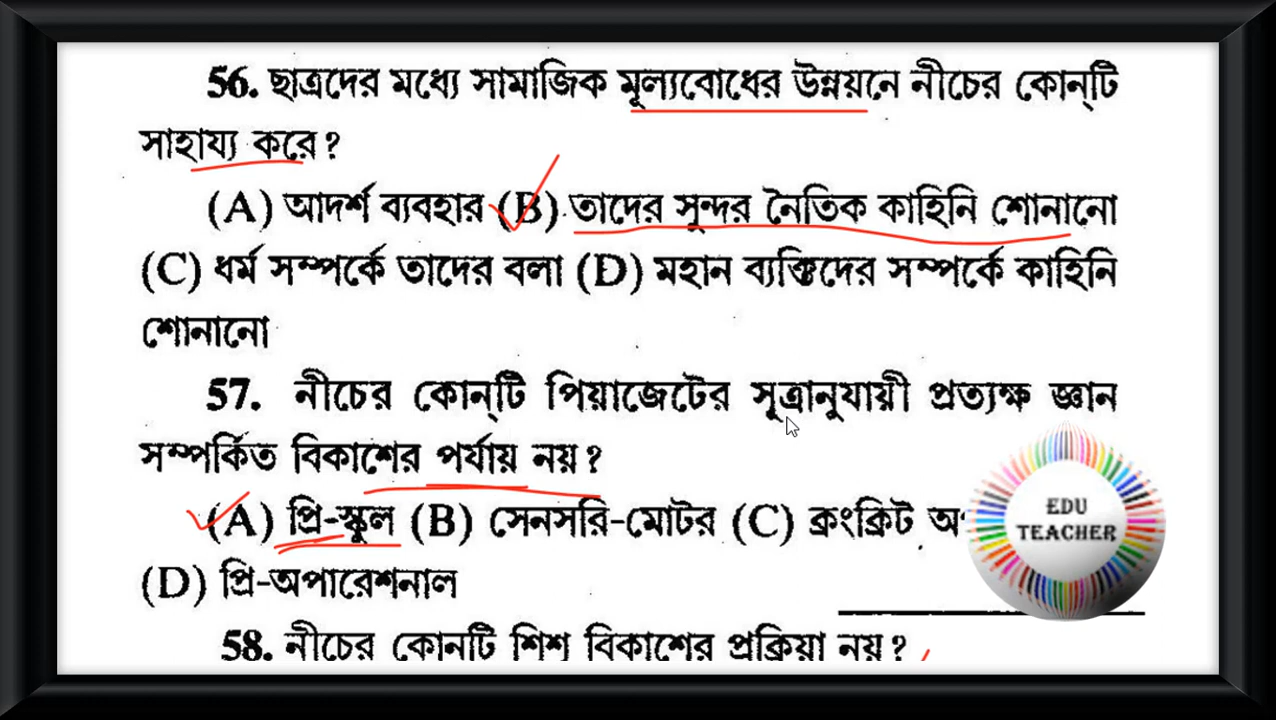 56. ছাত্রদের মধ্যে সামাজিক মূল্যবোধের উন্নয়নে নীচের কোন্‌টি
সাহায্য করে?
(A) আদর্শ ব্যবহার (B) তাদের সুন্দর নৈতিক কাহিনি শোনানো
(C) ধর্ম সম্পর্কে তাদের বলা (D) মহান ব্যক্তিদের সম্পর্কে কাহিনি
শোনানো
57. নীচের কোন্‌টি পিয়াজেটের সূত্রানুযায়ী প্রত্যক্ষ জ্ঞান
সম্পর্কিত বিকাশের পর্যায় নয়?
(A) প্রি-স্কুল (B) সেনসরি-মোটর (C) ক্রংক্রিট
(D) প্রি-অপারেশনাল
58. নীচের কোনটি শিশু বিকাশের প্রক্রিয়া নয়?
EDU
TEACHER